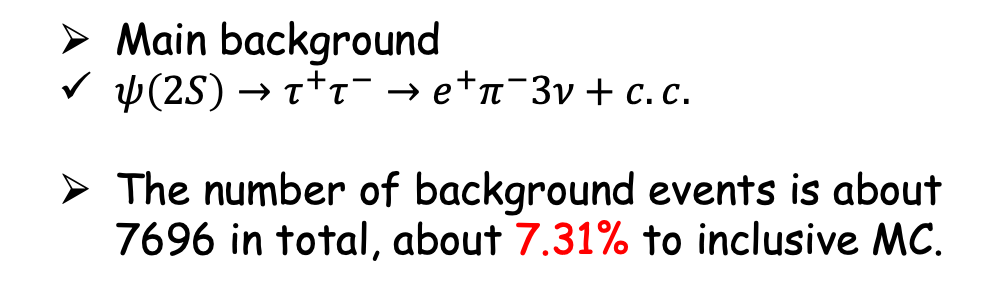 ➢ Main background
✓ ψ(2S) → τ⁺τ⁻ → e⁺π⁻3ν + c. c.
➢ The number of background events is about
7696 in total, about 7.31% to inclusive MC.